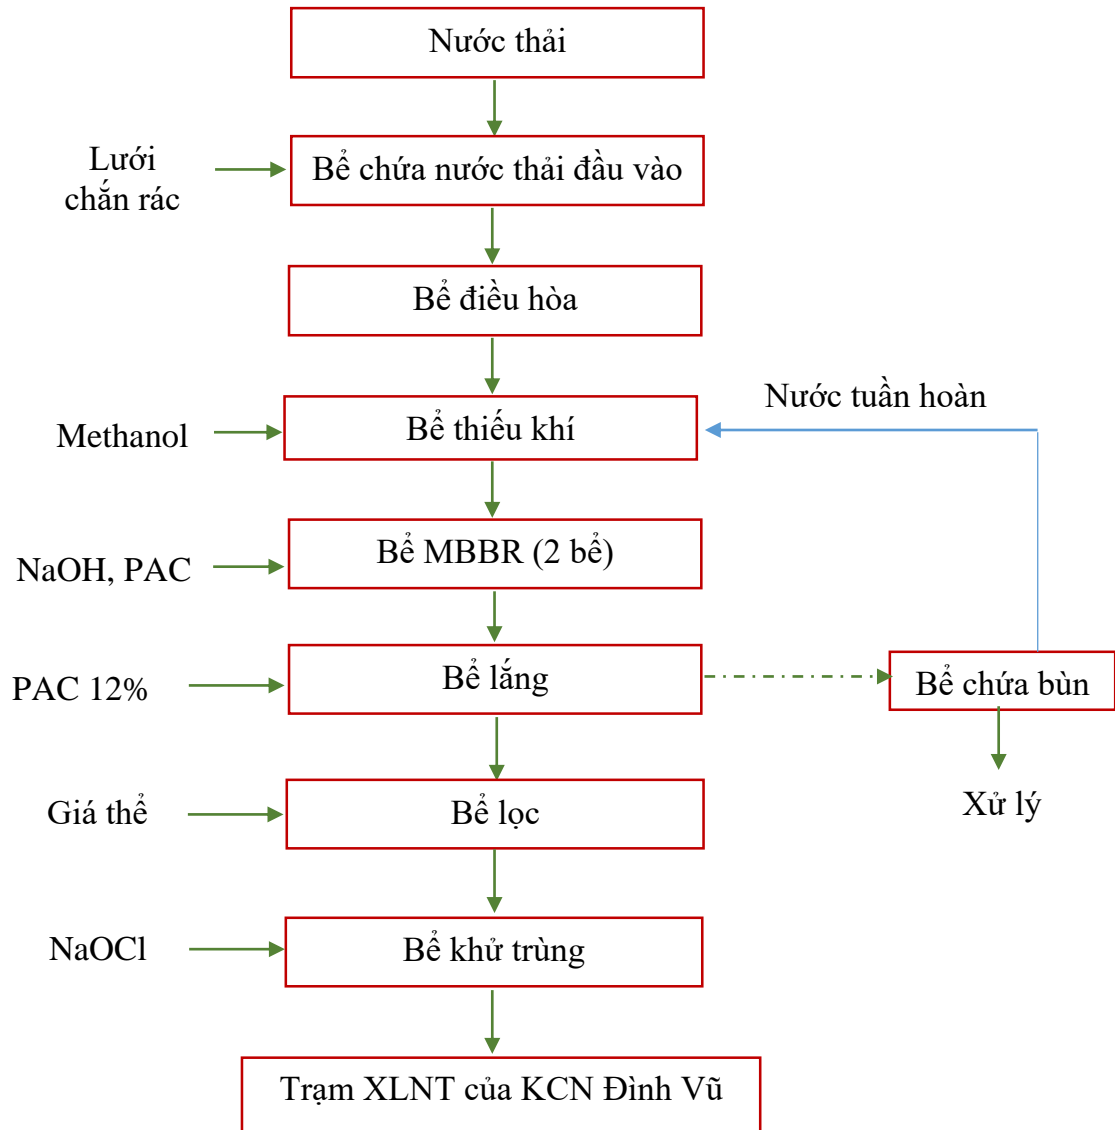 Nước thải
Lưới
chắn rác
Bể chứa nước thải đầu vào
Bể điều hòa
Nước tuần hoàn
Methanol
Bể thiếu khí
NaOH, PAC
Bể MBBR (2 bể)
PAC 12%
Bể lắng
Bể chứa bùn
Giá thể
Bể lọc
Xử lý
NaOCl
Bể khử trùng
Trạm XLNT của KCN Đình Vũ